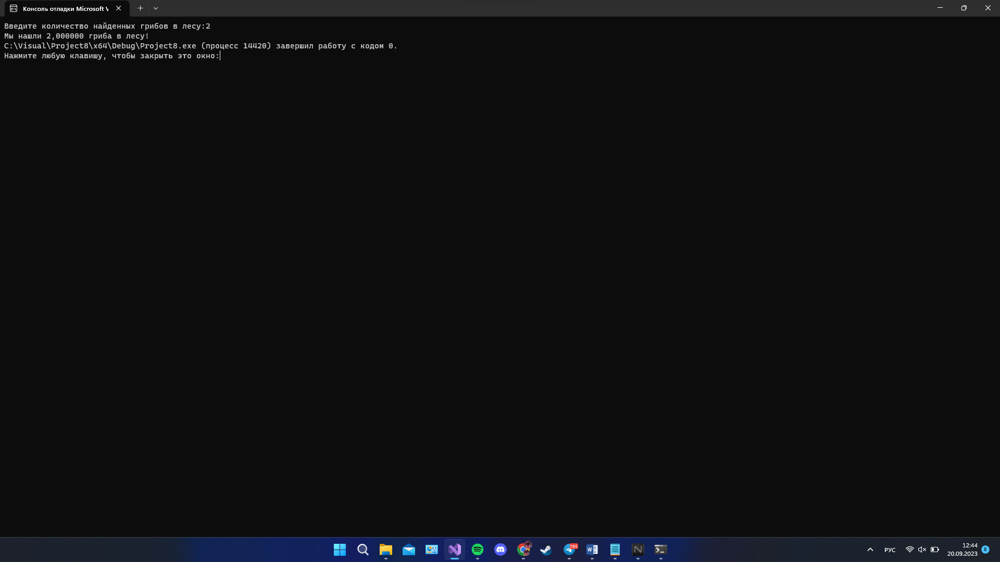 Консоль отладки Microsoft V
Введите количество найденных грибов в лесу:2
Мы нашли 2,000000 гриба в лесу!
C:\Visual\Project8\x64\Debug\Project8.exe (процесс 14420) завершил работу с кодом 0.
Нажмите любую клавишу, чтобы закрыть это окно:
789
РУС
12:44
20.09.2023
8